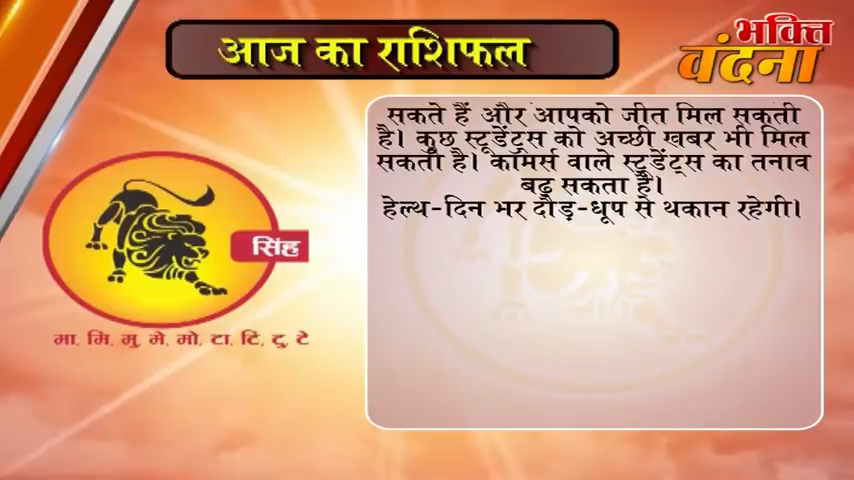 आज का राशिफल
भक्ति
वंदना
सकते हैं और आपको जीत मिल सकती
है। कुछ स्टूडेंट्स को अच्छी खबर भी मिल
सकती है। कॉमर्स वाले स्टूडेंट्स का तनाव
बढ़ सकता है।
हेल्थ-दिन भर दौड़-धूप से थकान रहेगी।
सिंह
मा, मि, मु, मे, मो, टा, टि, टु, टे